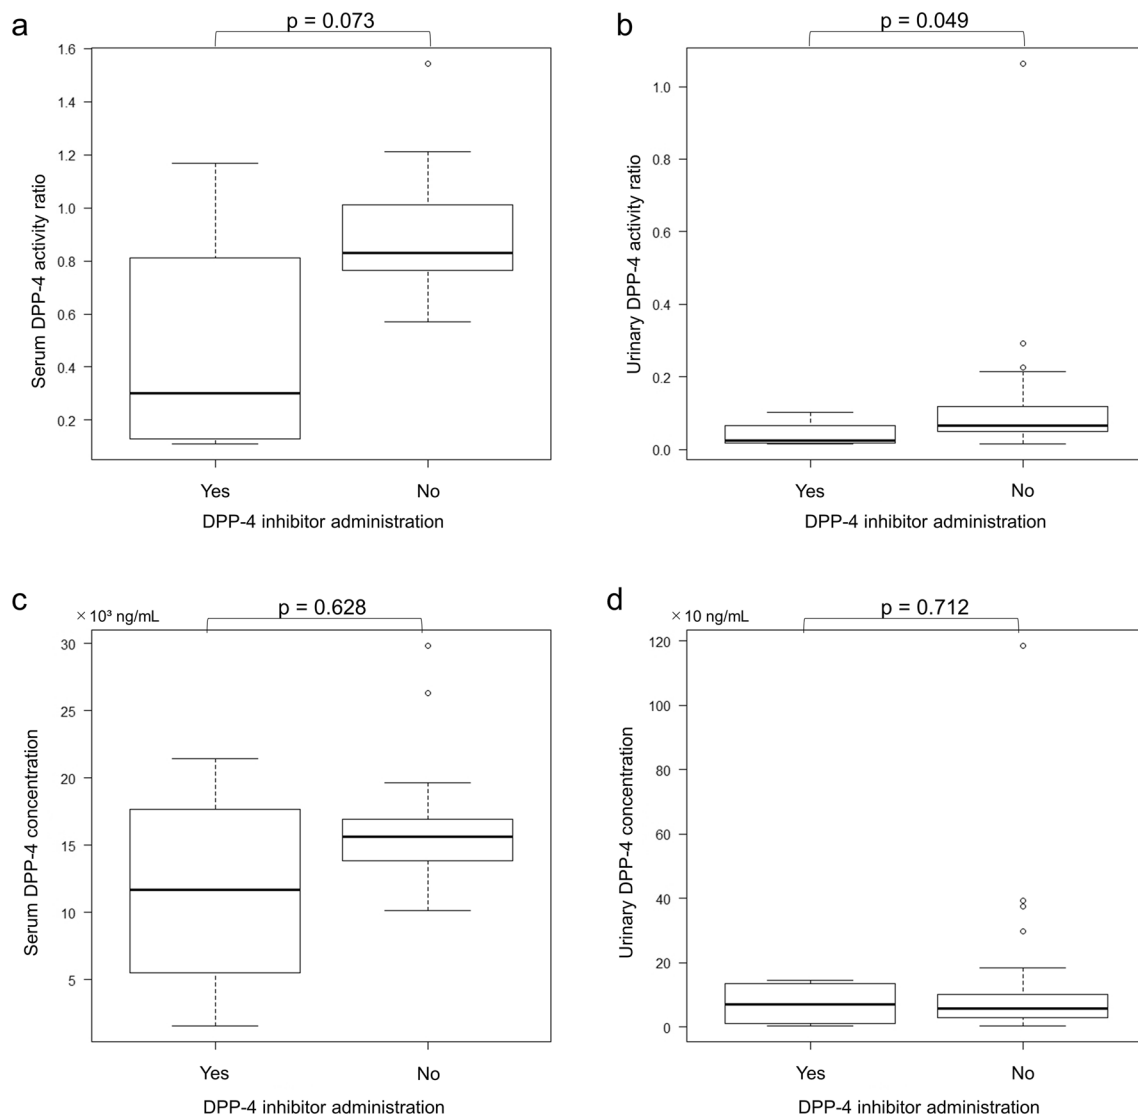 a
p = 0.073
Serum DPP-4 activity ratio
1.6
1.4
1.2
1.0
0.8
0.6
0.4
0.2
Yes
No
DPP-4 inhibitor administration
b
p = 0.049
Urinary DPP-4 activity ratio
1.0
0.8
0.6
0.4
0.2
0.0
Yes
No
DPP-4 inhibitor administration
c
× 10³ ng/mL
p = 0.628
Serum DPP-4 concentration
30
25
20
15
10
5
Yes
No
DPP-4 inhibitor administration
d
× 10 ng/mL
p = 0.712
Urinary DPP-4 concentration
120
100
80
60
40
20
0
Yes
No
DPP-4 inhibitor administration